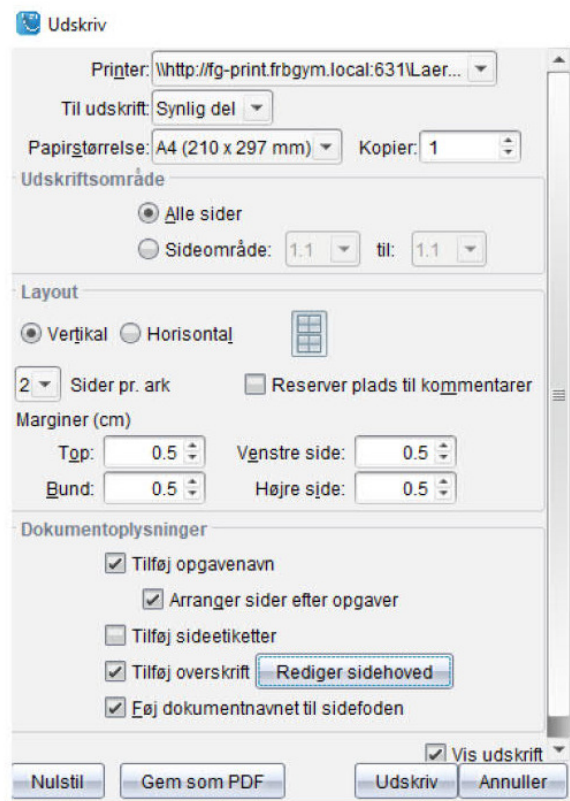 Udskriv
Printer: \\http://fg-print.frbgym.local:631\Laer...
Til udskrift: Synlig del
Papirstørrelse: A4 (210 x 297 mm) Kopier: 1
Udskriftsområde
Alle sider
Sideområde: 1.1 til: 1.1
Layout
Vertikal Horisontal
2 Sider pr. ark Reserver plads til kommentarer
Marginer (cm)
Top: 0.5 Venstre side: 0.5
Bund: 0.5 Højre side: 0.5
Dokumentoplysninger
Tilføj opgavenavn
Arranger sider efter opgaver
Tilføj sideetiketter
Tilføj overskrift Rediger sidehoved
Føj dokumentnavnet til sidefoden
Vis udskrift
Nulstil Gem som PDF Udskriv Annuller